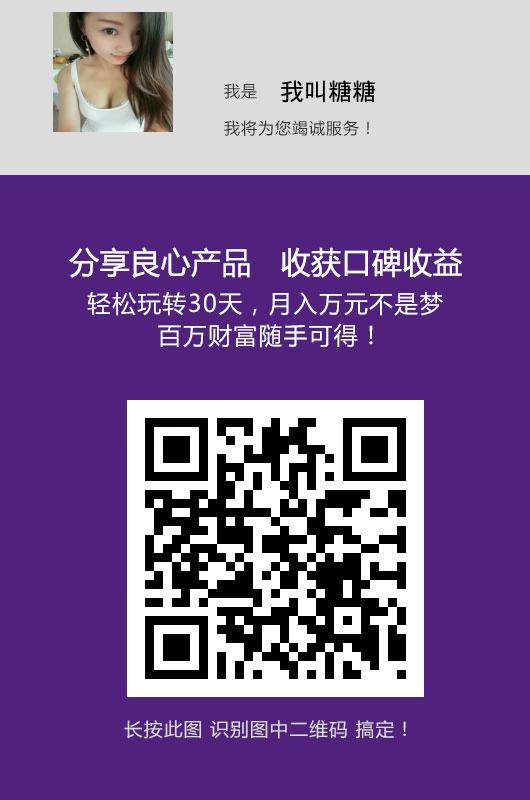 我是 我叫糖糖
我将为您竭诚服务！
分享良心产品 收获口碑收益
轻松玩转30天，月入万元不是梦
百万财富随手可得！
长按此图 识别图中二维码 搞定！